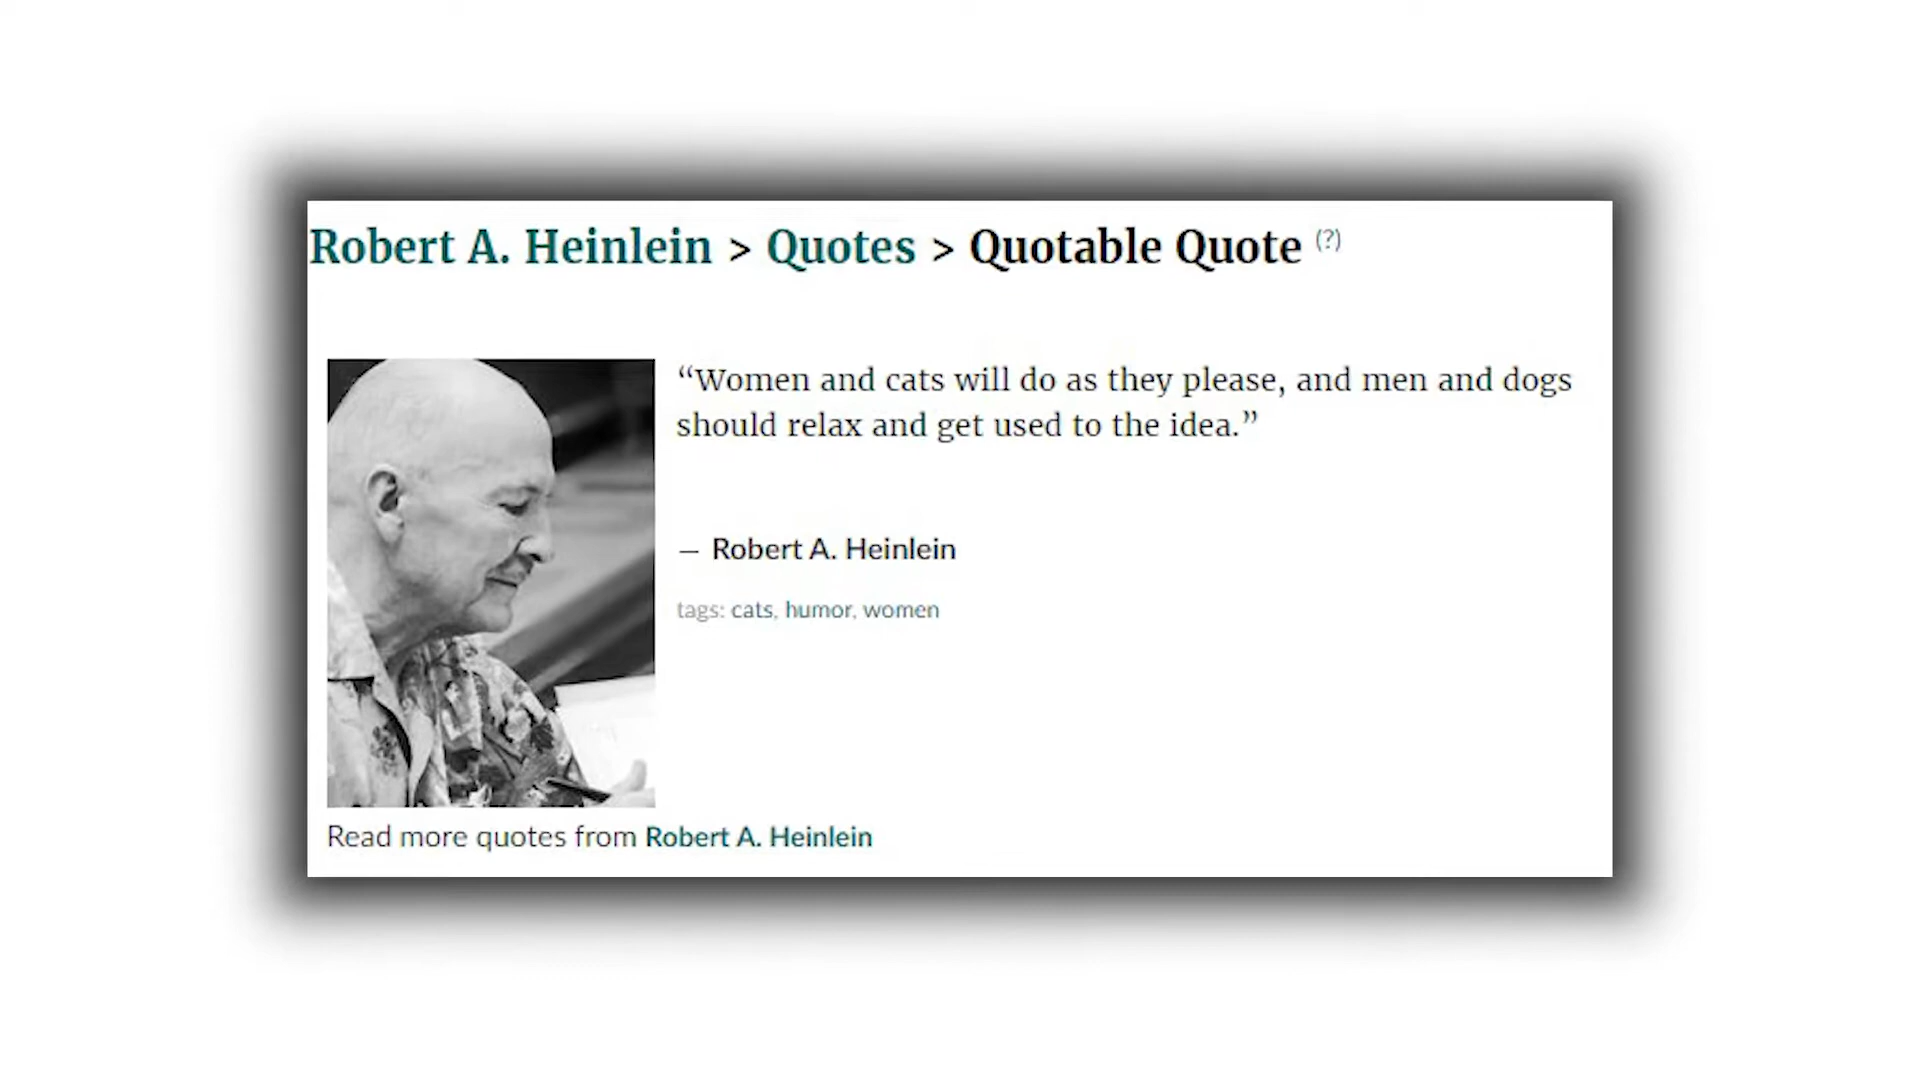 Robert A. Heinlein > Quotes > Quotable Quote (?)
“Women and cats will do as they please, and men and dogs
should relax and get used to the idea.”
― Robert A. Heinlein
tags: cats, humor, women
Read more quotes from Robert A. Heinlein